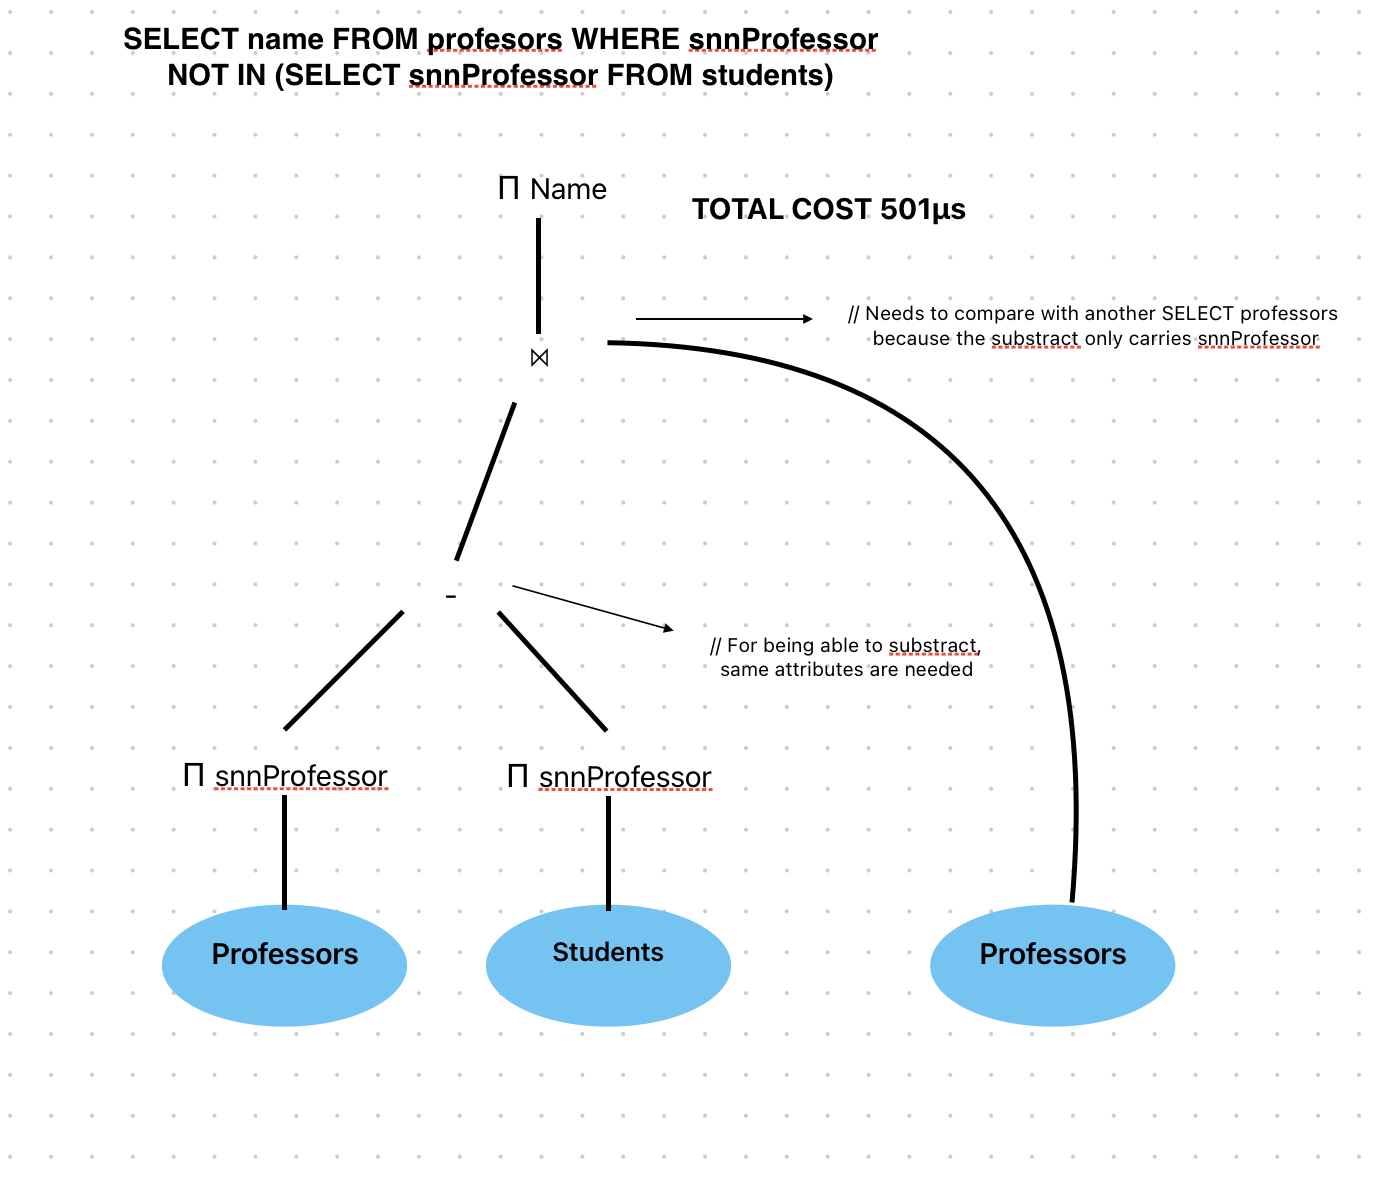 SELECT name FROM profesors WHERE snnProfessor
NOT IN (SELECT snnProfessor FROM students)
Π Name
TOTAL COST 501µs
// Needs to compare with another SELECT professors
because the substract only carries snnProfessor
⋈
-
// For being able to substract,
same attributes are needed
Π snnProfessor
Π snnProfessor
Professors
Students
Professors